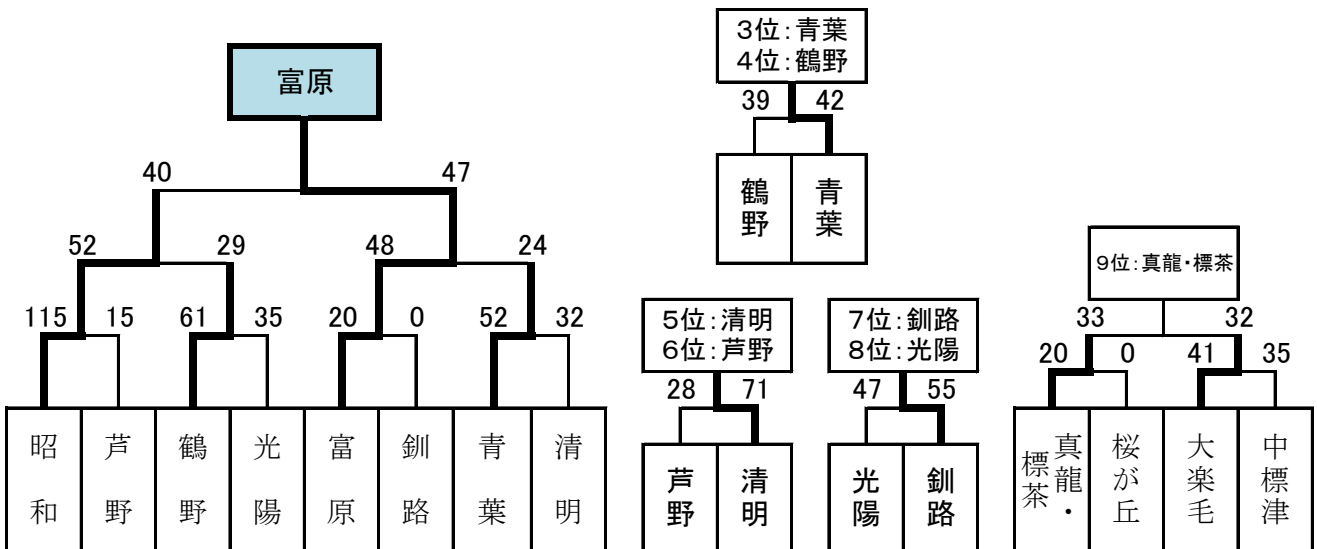 富原
40 47
52 29 48 24
115 15 61 35 20 0 52 32
昭和 芦野 鶴野 光陽 富原 釧路 青葉 清明
3位:青葉
4位:鶴野
39 42
鶴野 青葉
5位:清明
6位:芦野
28 71
芦野 清明
7位:釧路
8位:光陽
47 55
光陽 釧路
9位:真龍・標茶
33 32
20 0 41 35
真龍・標茶 桜が丘 大楽毛 中標津